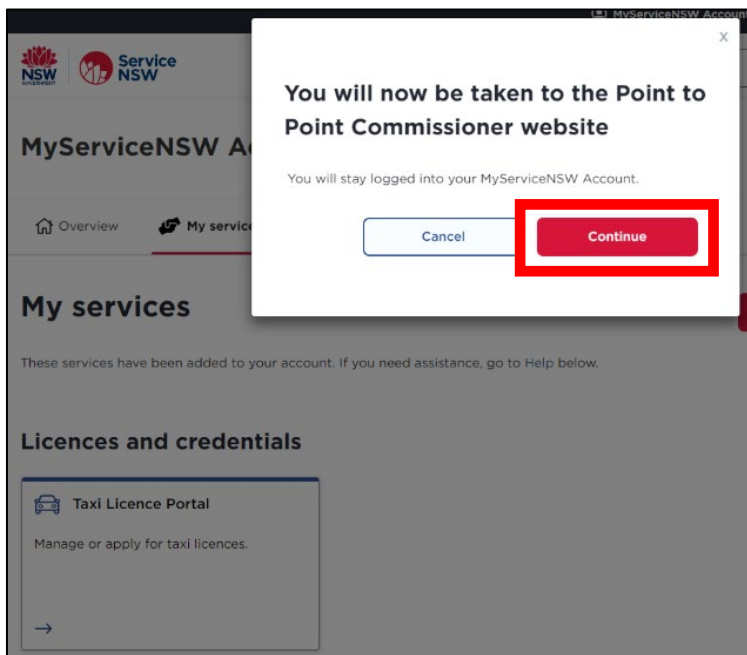 MyServiceNSW Account
Service
NSW
NSW
GOVERNMENT
x
You will now be taken to the Point to
Point Commissioner website
You will stay logged into your MyServiceNSW Account.
Cancel
Continue
MyServiceNSW A
Overview
My service
My services
These services have been added to your account. If you need assistance, go to Help below.
Licences and credentials
Taxi Licence Portal
Manage or apply for taxi licences.